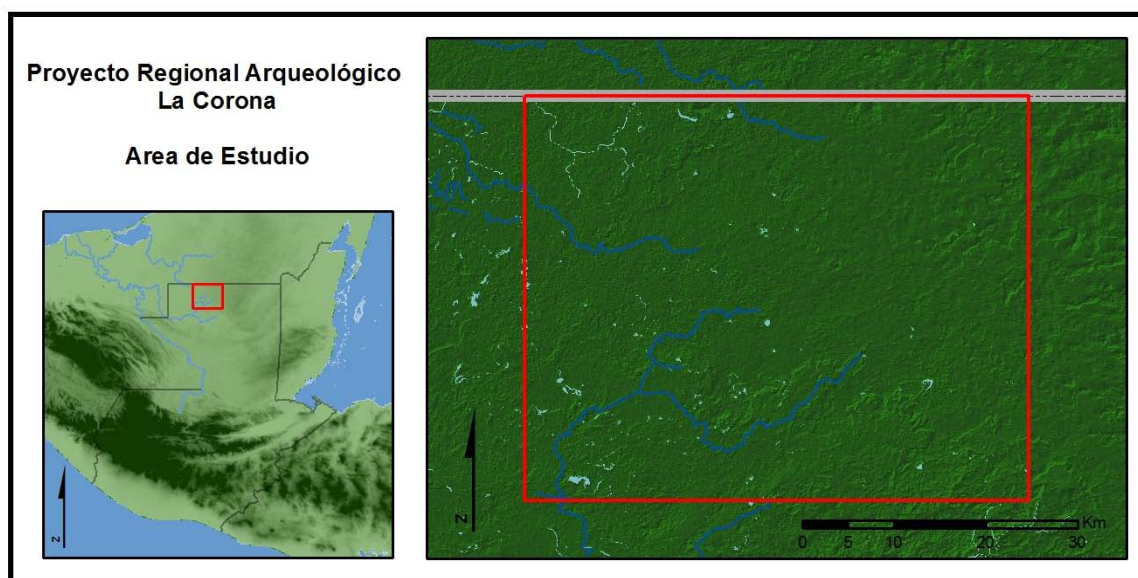 Proyecto Regional Arqueológico
La Corona
Area de Estudio
N
N
Km
0 5 10 20 30